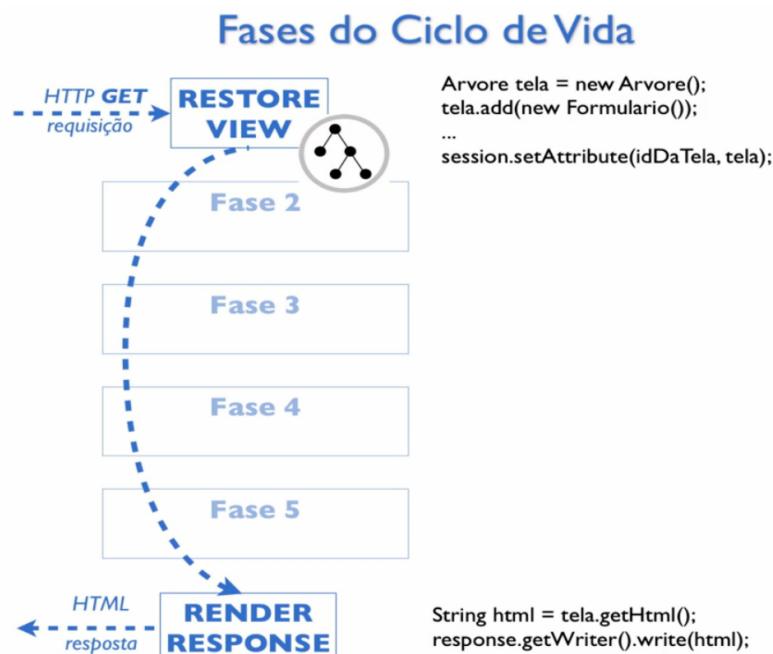 Fases do Ciclo de Vida
HTTP GET
requisição
RESTORE
VIEW
Arvore tela = new Arvore();
tela.add(new Formulario());
...
session.setAttribute(idDaTela, tela);
Fase 2
Fase 3
Fase 4
Fase 5
HTML
resposta
RENDER
RESPONSE
String html = tela.getHtml();
response.getWriter().write(html);